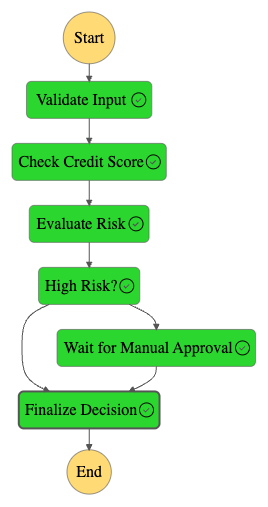 Start
Validate Input
Check Credit Score
Evaluate Risk
High Risk?
Wait for Manual Approval
Finalize Decision
End